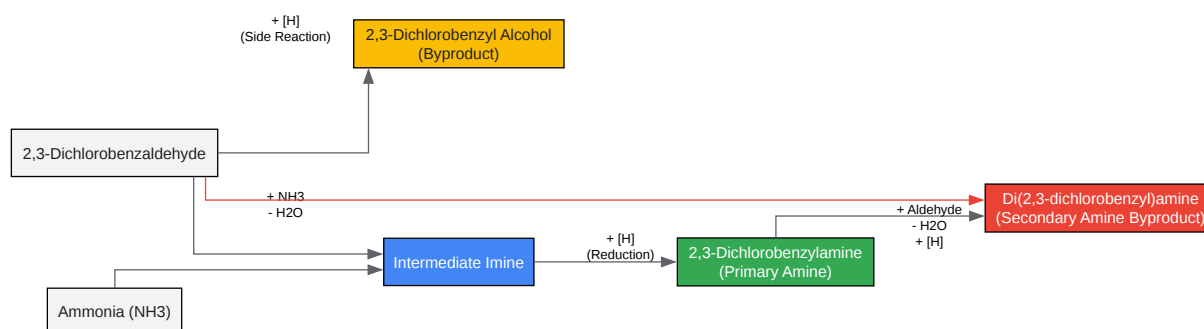 + [H]
(Side Reaction)
2,3-Dichlorobenzyl Alcohol
(Byproduct)
2,3-Dichlorobenzaldehyde
+ NH3
- H2O
Di(2,3-dichlorobenzyl)amine
(Secondary Amine Byproduct)
+ Aldehyde
- H2O
+ [H]
+ [H]
(Reduction)
2,3-Dichlorobenzylamine
(Primary Amine)
Intermediate Imine
Ammonia (NH3)